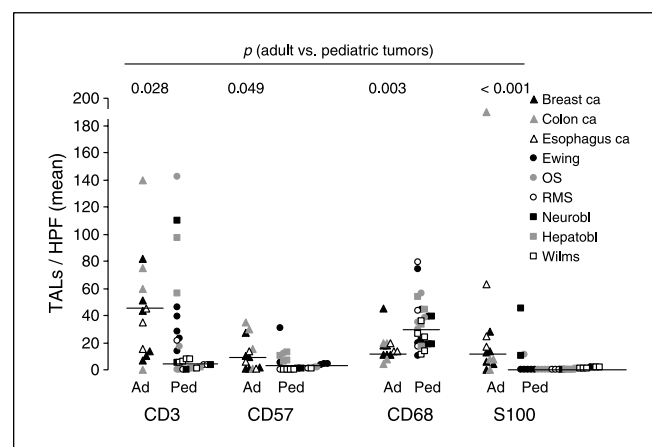 p (adult vs. pediatric tumors)
0.028 0.049 0.003 < 0.001
TALs / HPF (mean)
200
180
160
140
120
100
80
60
40
20
0
Breast ca
Colon ca
Esophagus ca
Ewing
OS
RMS
Neurobl
Hepatobl
Wilms
Ad Ped Ad Ped Ad Ped Ad Ped
CD3 CD57 CD68 S100